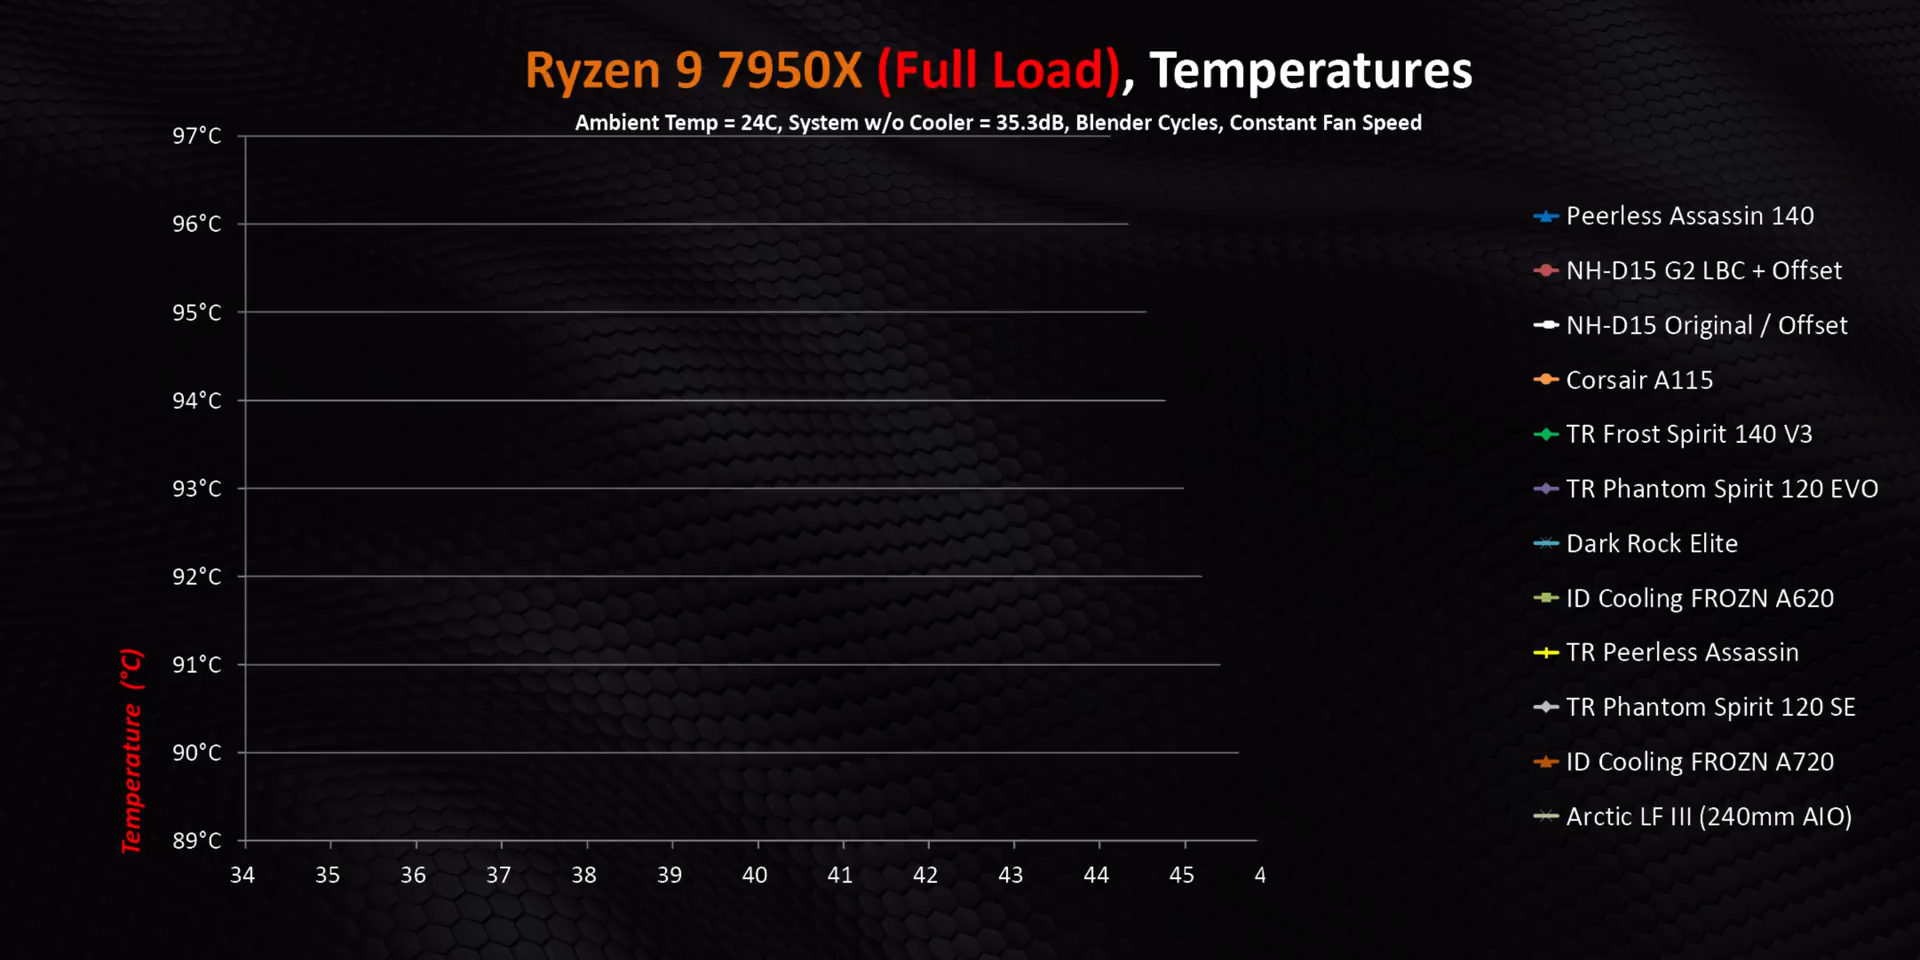 Ryzen 9 7950X (Full Load), Temperatures
Ambient Temp = 24C, System w/o Cooler = 35.3dB, Blender Cycles, Constant Fan Speed
97°C
96°C
95°C
94°C
93°C
92°C
91°C
90°C
89°C
Temperature (°C)
34 35 36 37 38 39 40 41 42 43 44 45 4
Peerless Assassin 140
NH-D15 G2 LBC + Offset
NH-D15 Original / Offset
Corsair A115
TR Frost Spirit 140 V3
TR Phantom Spirit 120 EVO
Dark Rock Elite
ID Cooling FROZN A620
TR Peerless Assassin
TR Phantom Spirit 120 SE
ID Cooling FROZN A720
Arctic LF III (240mm AIO)